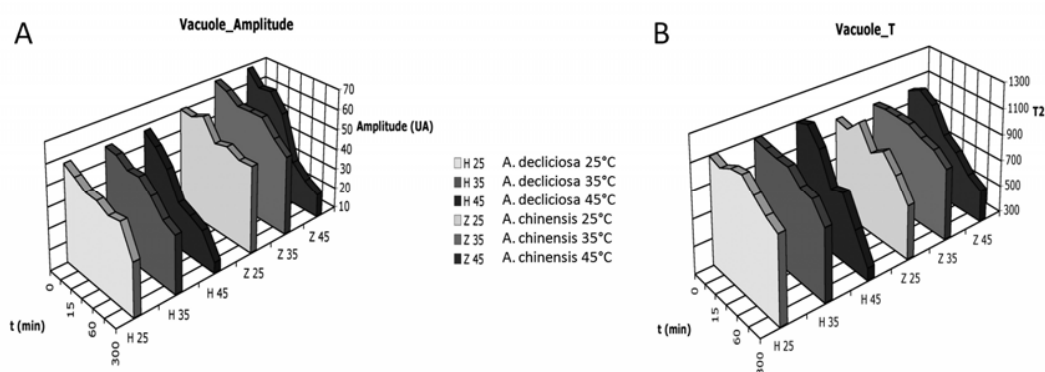 A
Vacuole_Amplitude
70
60
50
40
30
20
10
Amplitude (UA)
0
15
60
300
t (min)
H 25
H 35
H 45
Z 25
Z 35
Z 45
H 25 A. decliciosa 25°C
H 35 A. decliciosa 35°C
H 45 A. decliciosa 45°C
Z 25 A. chinensis 25°C
Z 35 A. chinensis 35°C
Z 45 A. chinensis 45°C
B
Vacuole_T
1300
1100
900
700
500
300
T2
0
15
60
300
t (min)
H 25
H 35
H 45
Z 25
Z 35
Z 45